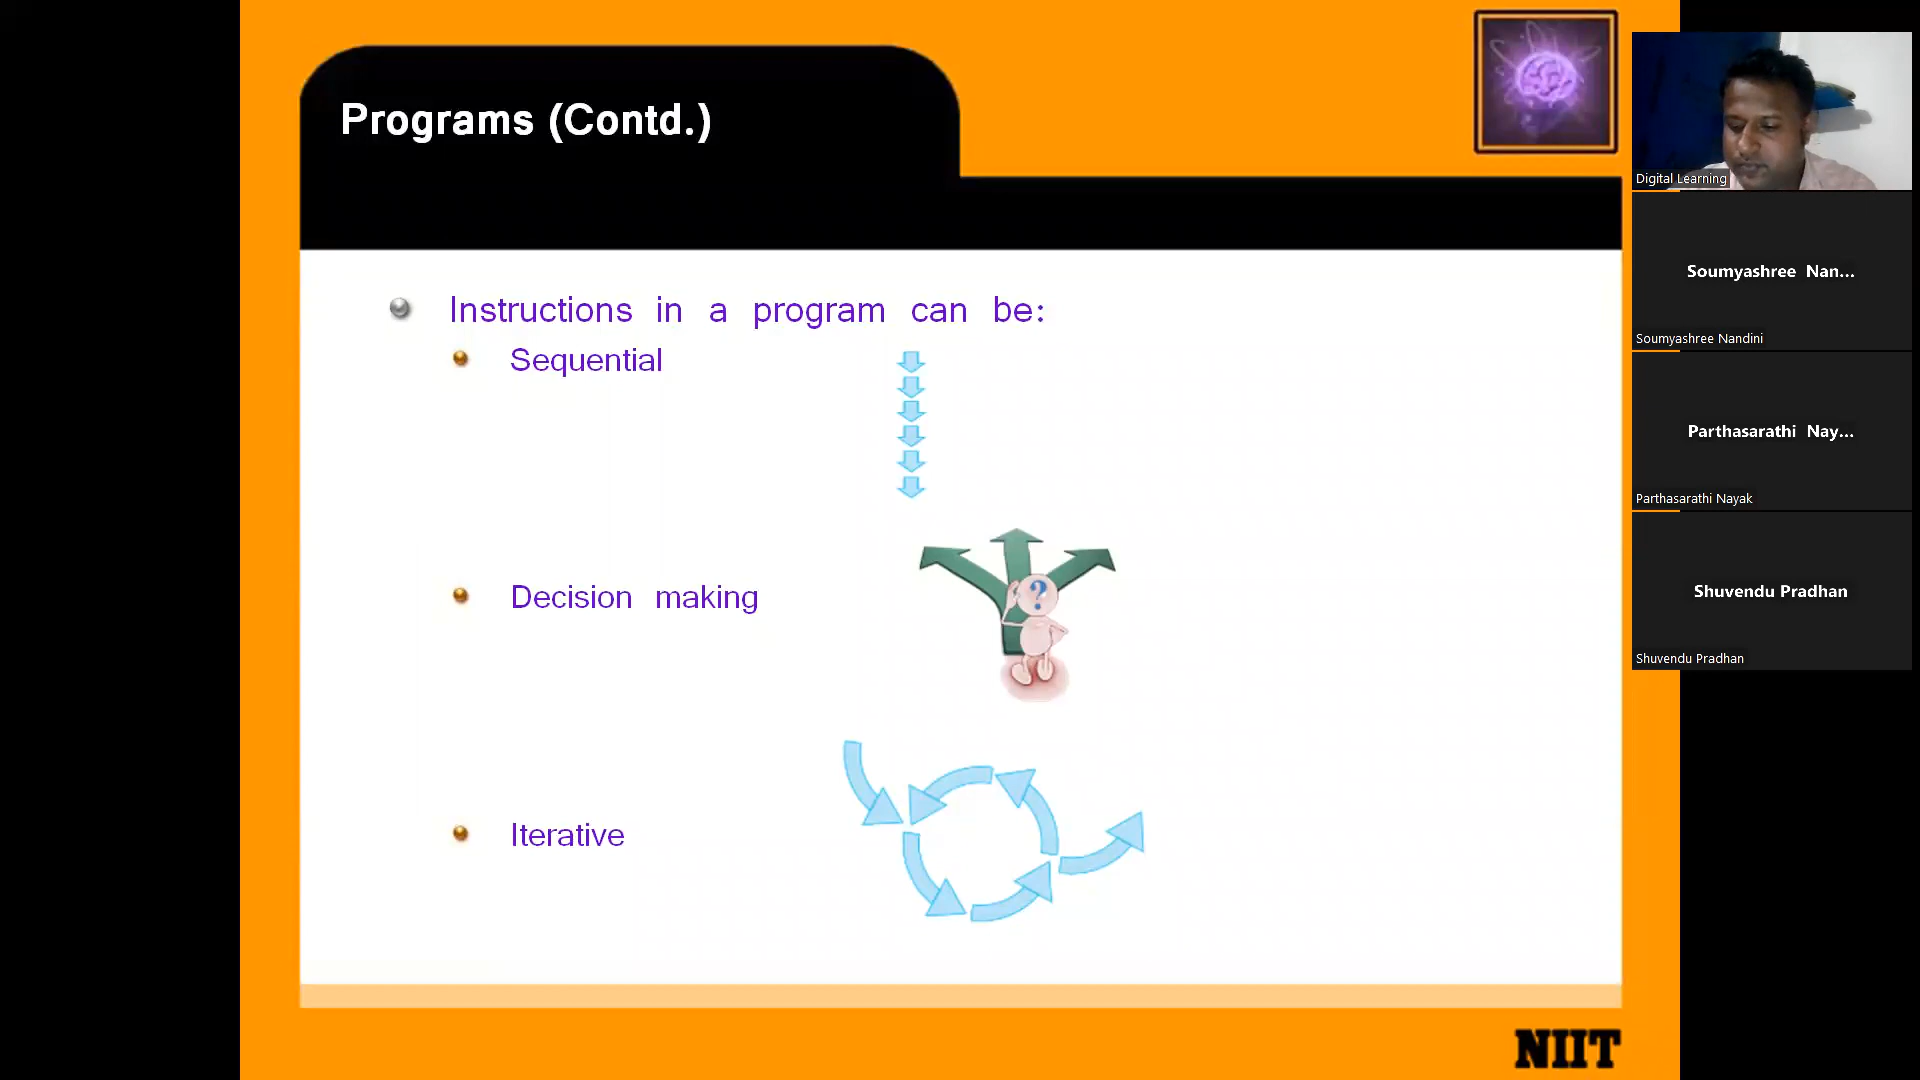 Programs (Contd.)
Instructions in a program can be:
Sequential
Decision making
?
Iterative
NIIT
Digital Learning
Soumyashree Nan...
Soumyashree Nandini
Parthasarathi Nay...
Parthasarathi Nayak
Shuvendu Pradhan
Shuvendu Pradhan